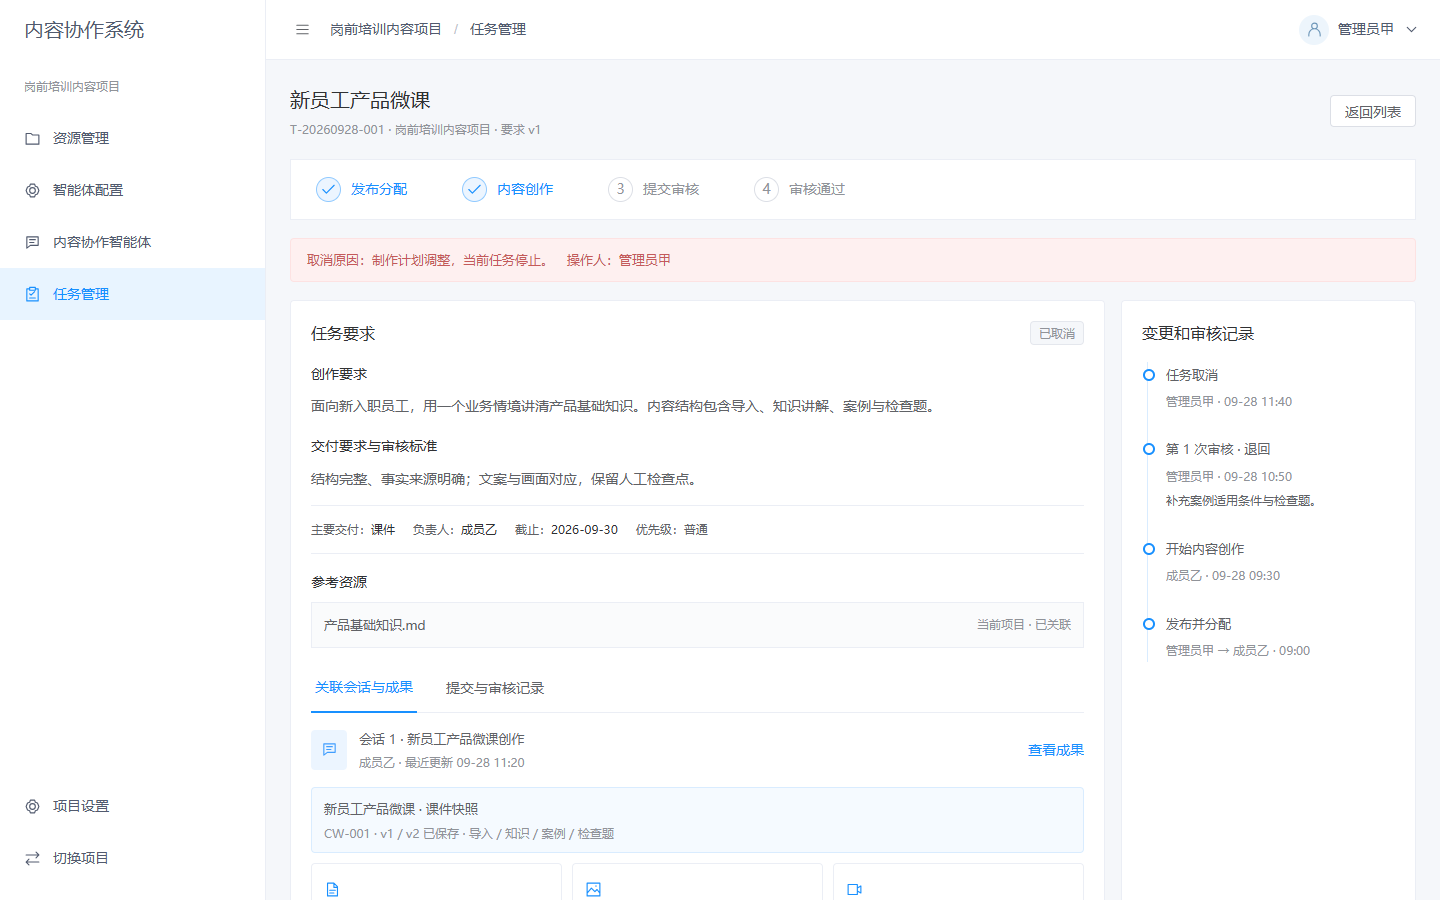 内容协作系统
岗前培训内容项目
资源管理
智能体配置
内容协作智能体
任务管理
项目设置
切换项目
岗前培训内容项目 / 任务管理
管理员甲
新员工产品微课
T-20260928-001 · 岗前培训内容项目 · 要求 v1
返回列表
发布分配
内容创作
3 提交审核
4 审核通过
取消原因：制作计划调整，当前任务停止。 操作人：管理员甲
任务要求
已取消
创作要求
面向新入职员工，用一个业务情境讲清产品基础知识。内容结构包含导入、知识讲解、案例与检查题。
交付要求与审核标准
结构完整、事实来源明确；文案与画面对应，保留人工检查点。
主要交付：课件 负责人：成员乙 截止：2026-09-30 优先级：普通
参考资源
产品基础知识.md
当前项目 · 已关联
关联会话与成果
提交与审核记录
会话 1 · 新员工产品微课创作
成员乙 · 最近更新 09-28 11:20
查看成果
新员工产品微课 · 课件快照
CW-001 · v1 / v2 已保存 · 导入 / 知识 / 案例 / 检查题
变更和审核记录
任务取消
管理员甲 · 09-28 11:40
第 1 次审核 · 退回
管理员甲 · 09-28 10:50
补充案例适用条件与检查题。
开始内容创作
成员乙 · 09-28 09:30
发布并分配
管理员甲 → 成员乙 · 09:00